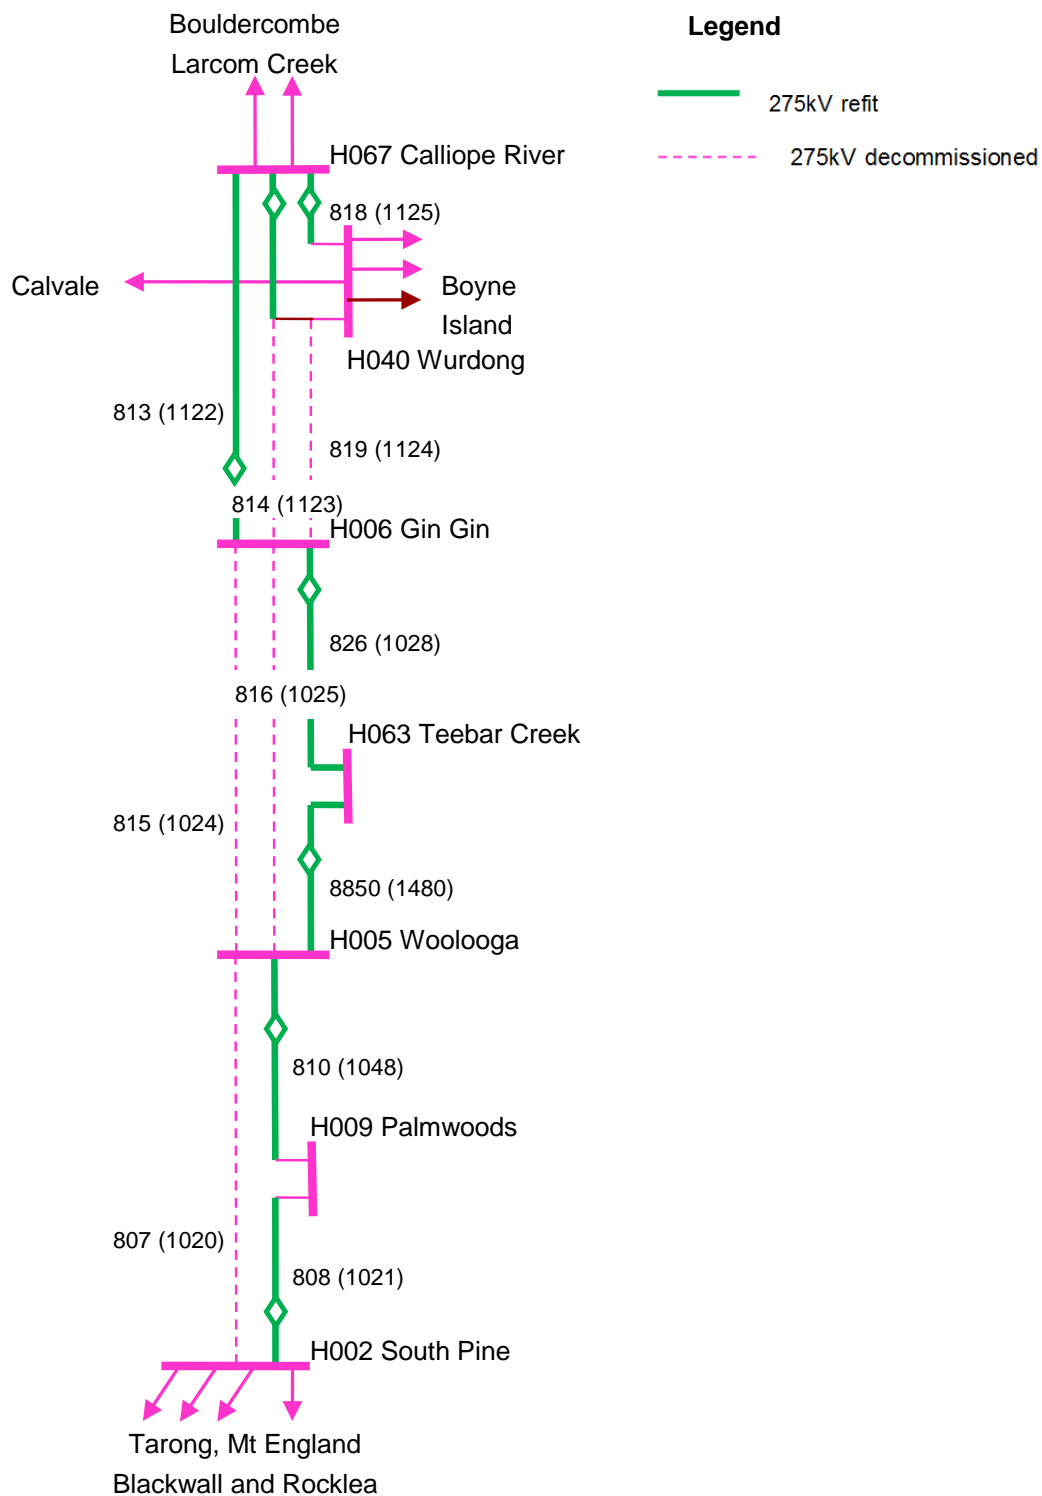 Bouldercombe
Larcom Creek
Legend
275kV refit
275kV decommissioned
H067 Calliope River
818 (1125)
Calvale
Boyne
Island
H040 Wurdong
813 (1122)
819 (1124)
814 (1123)
H006 Gin Gin
826 (1028)
816 (1025)
H063 Teebar Creek
815 (1024)
8850 (1480)
H005 Woolooga
810 (1048)
H009 Palmwoods
807 (1020)
808 (1021)
H002 South Pine
Tarong, Mt England
Blackwall and Rocklea